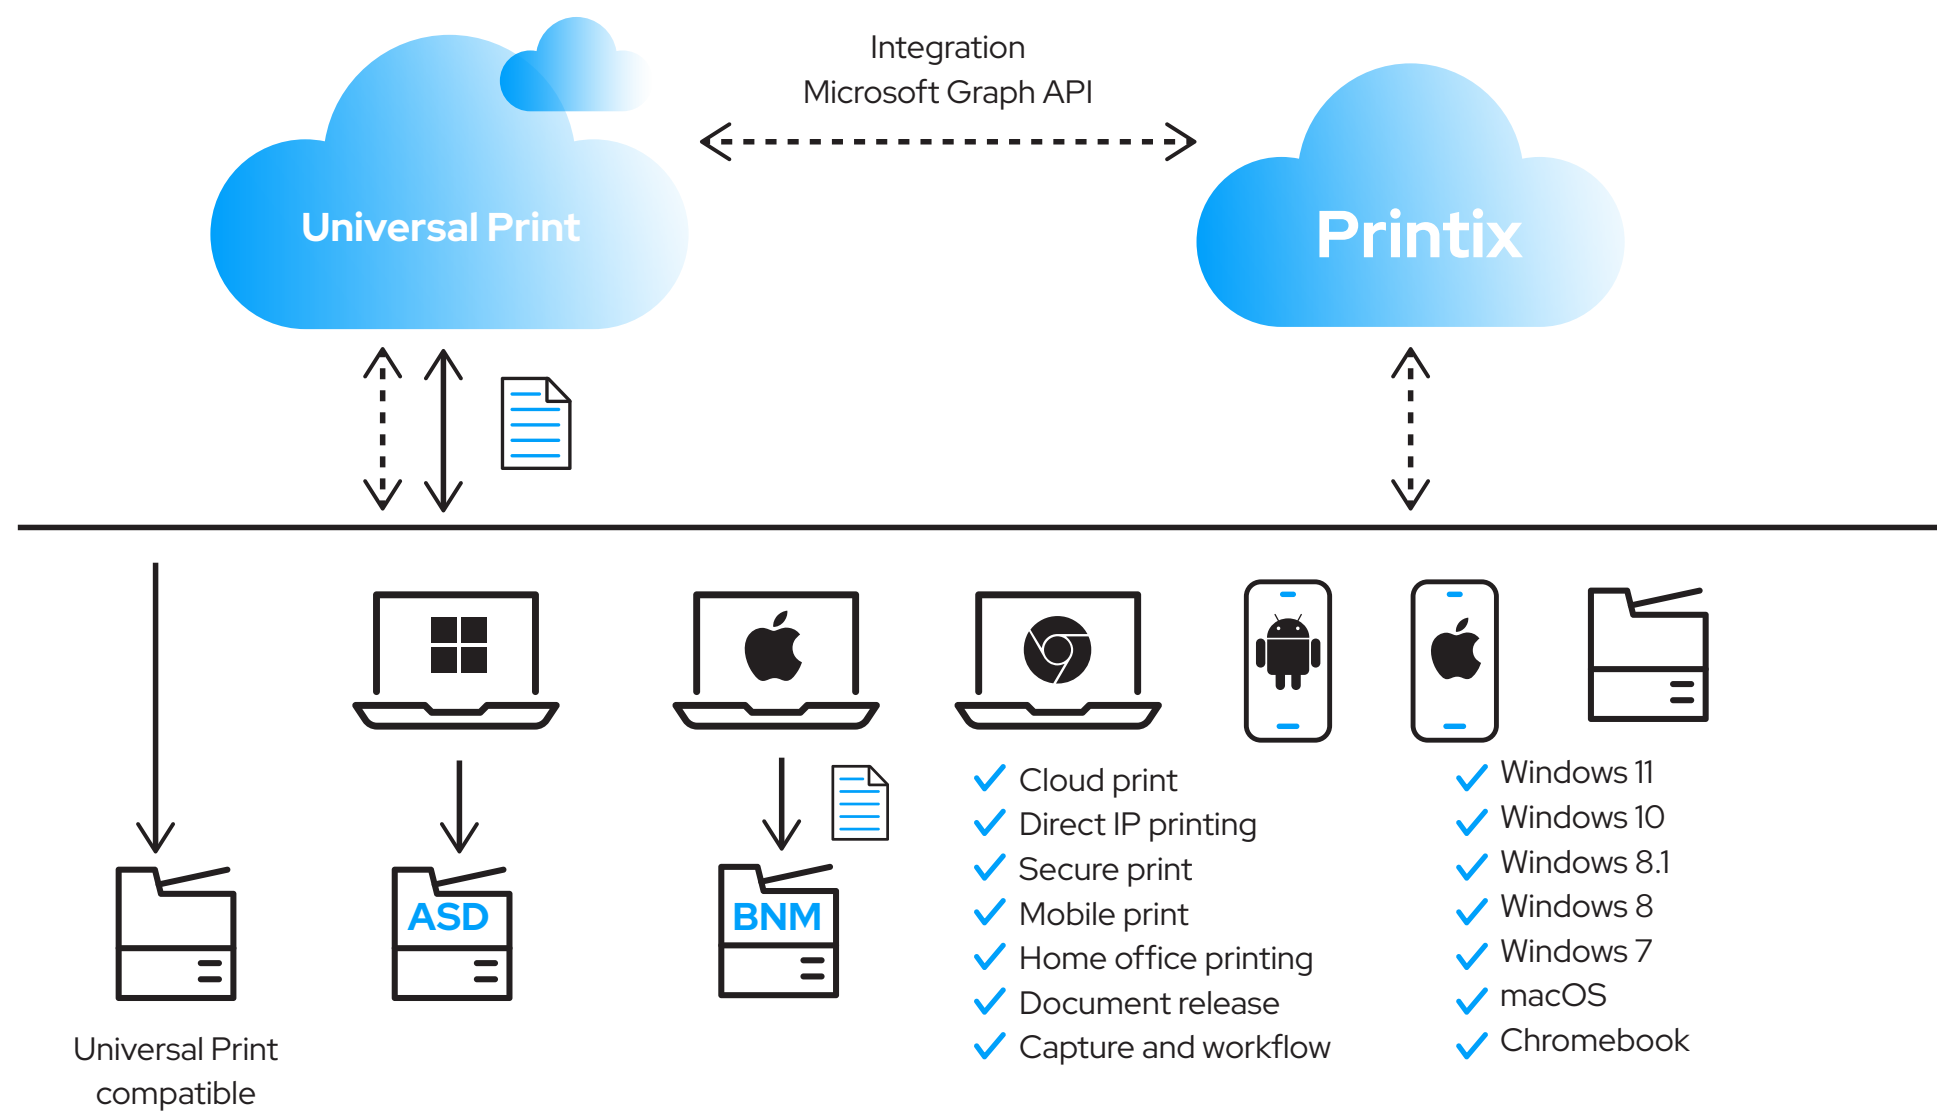 Integration
Microsoft Graph API
Universal Print
Printix
ASD
BNM
Universal Print
compatible
Cloud print
Direct IP printing
Secure print
Mobile print
Home office printing
Document release
Capture and workflow
Windows 11
Windows 10
Windows 8.1
Windows 8
Windows 7
macOS
Chromebook